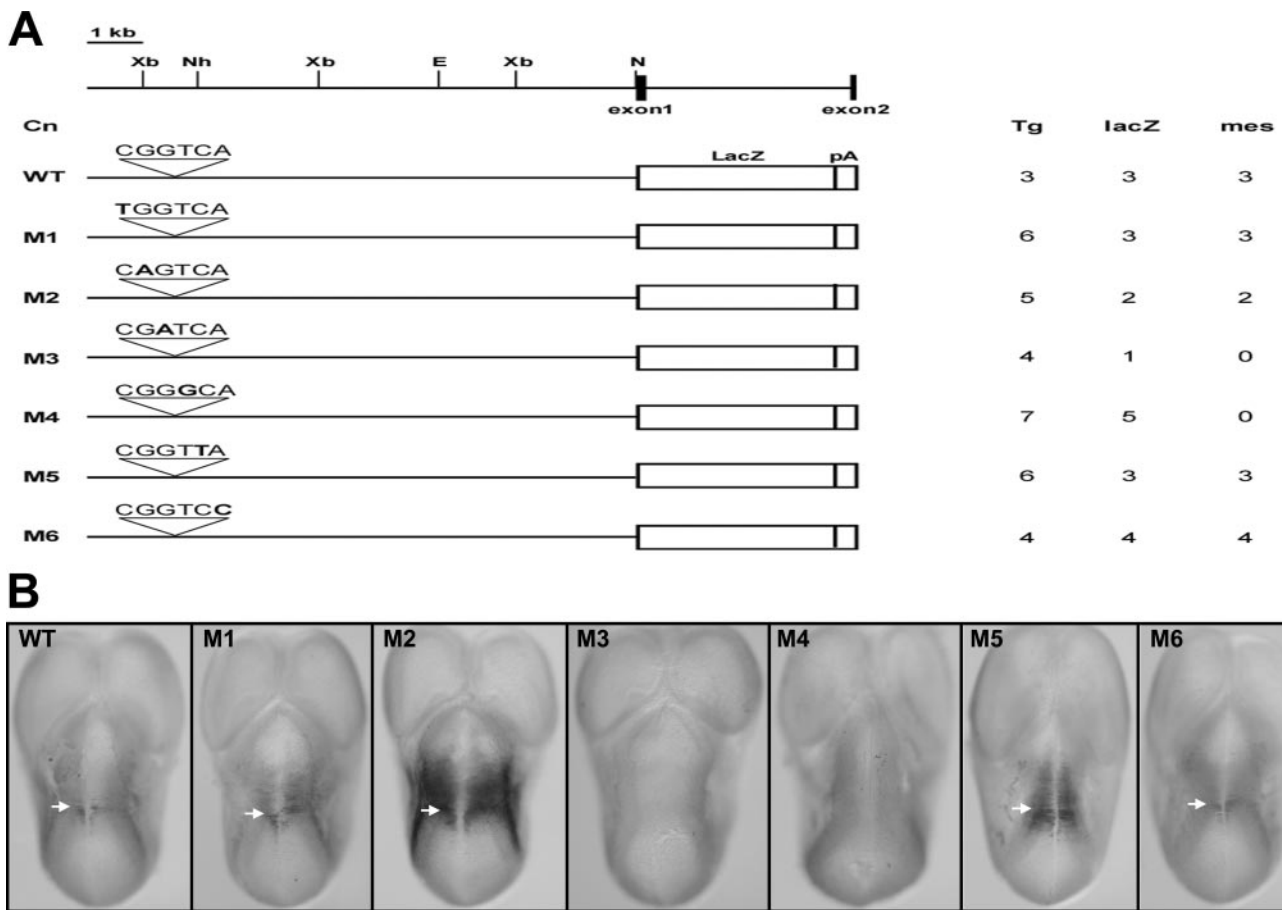 A
1 kb
Xb Nh Xb E Xb N
exon1 exon2
Cn Tg lacZ mes
CGGTCA LacZ pA
WT 3 3 3
TGGTCA
M1 6 3 3
CAGTCA
M2 5 2 2
CGATCA
M3 4 1 0
CGGGCA
M4 7 5 0
CGGTTA
M5 6 3 3
CGGTCC
M6 4 4 4
B
WT M1 M2 M3 M4 M5 M6